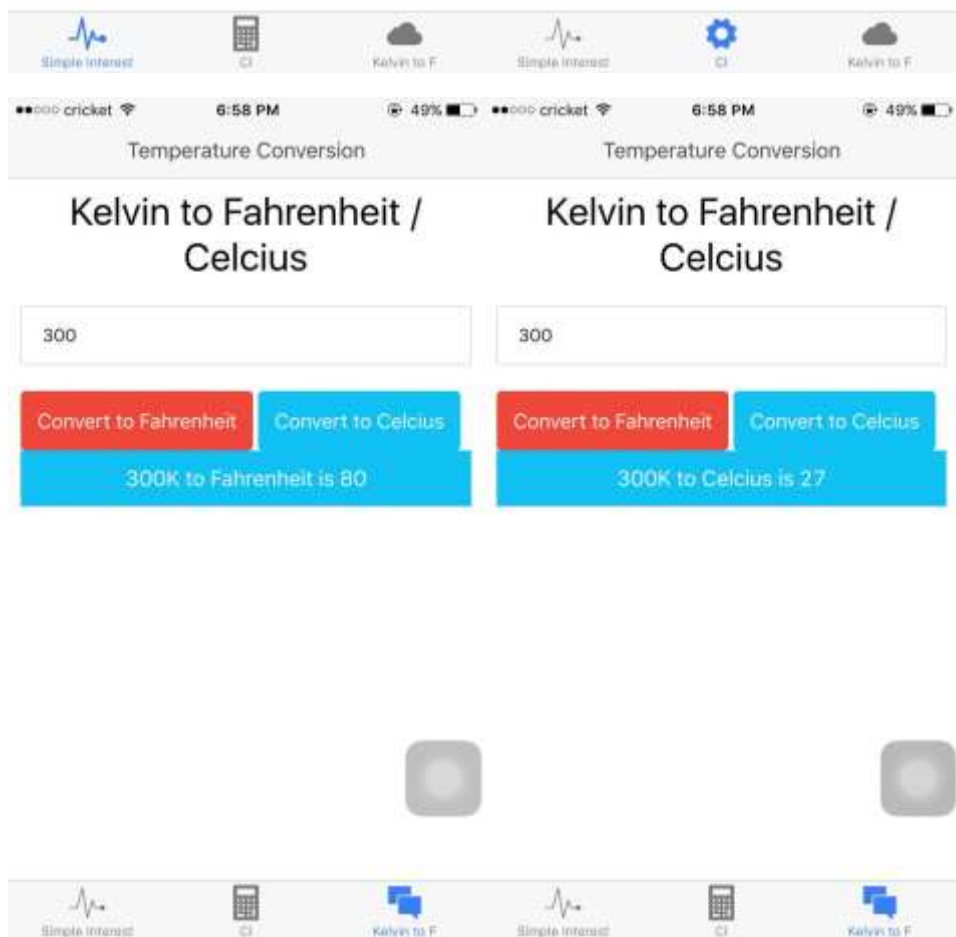 Simple Interest CI Kelvin to F Simple Interest CI Kelvin to F
cricket 6:58 PM 49%
Temperature Conversion
Kelvin to Fahrenheit /
Celcius
300
Convert to Fahrenheit Convert to Celcius
300K to Fahrenheit is 80
Simple Interest CI Kelvin to F
cricket 6:58 PM 49%
Temperature Conversion
Kelvin to Fahrenheit /
Celcius
300
Convert to Fahrenheit Convert to Celcius
300K to Celcius is 27
Simple Interest CI Kelvin to F